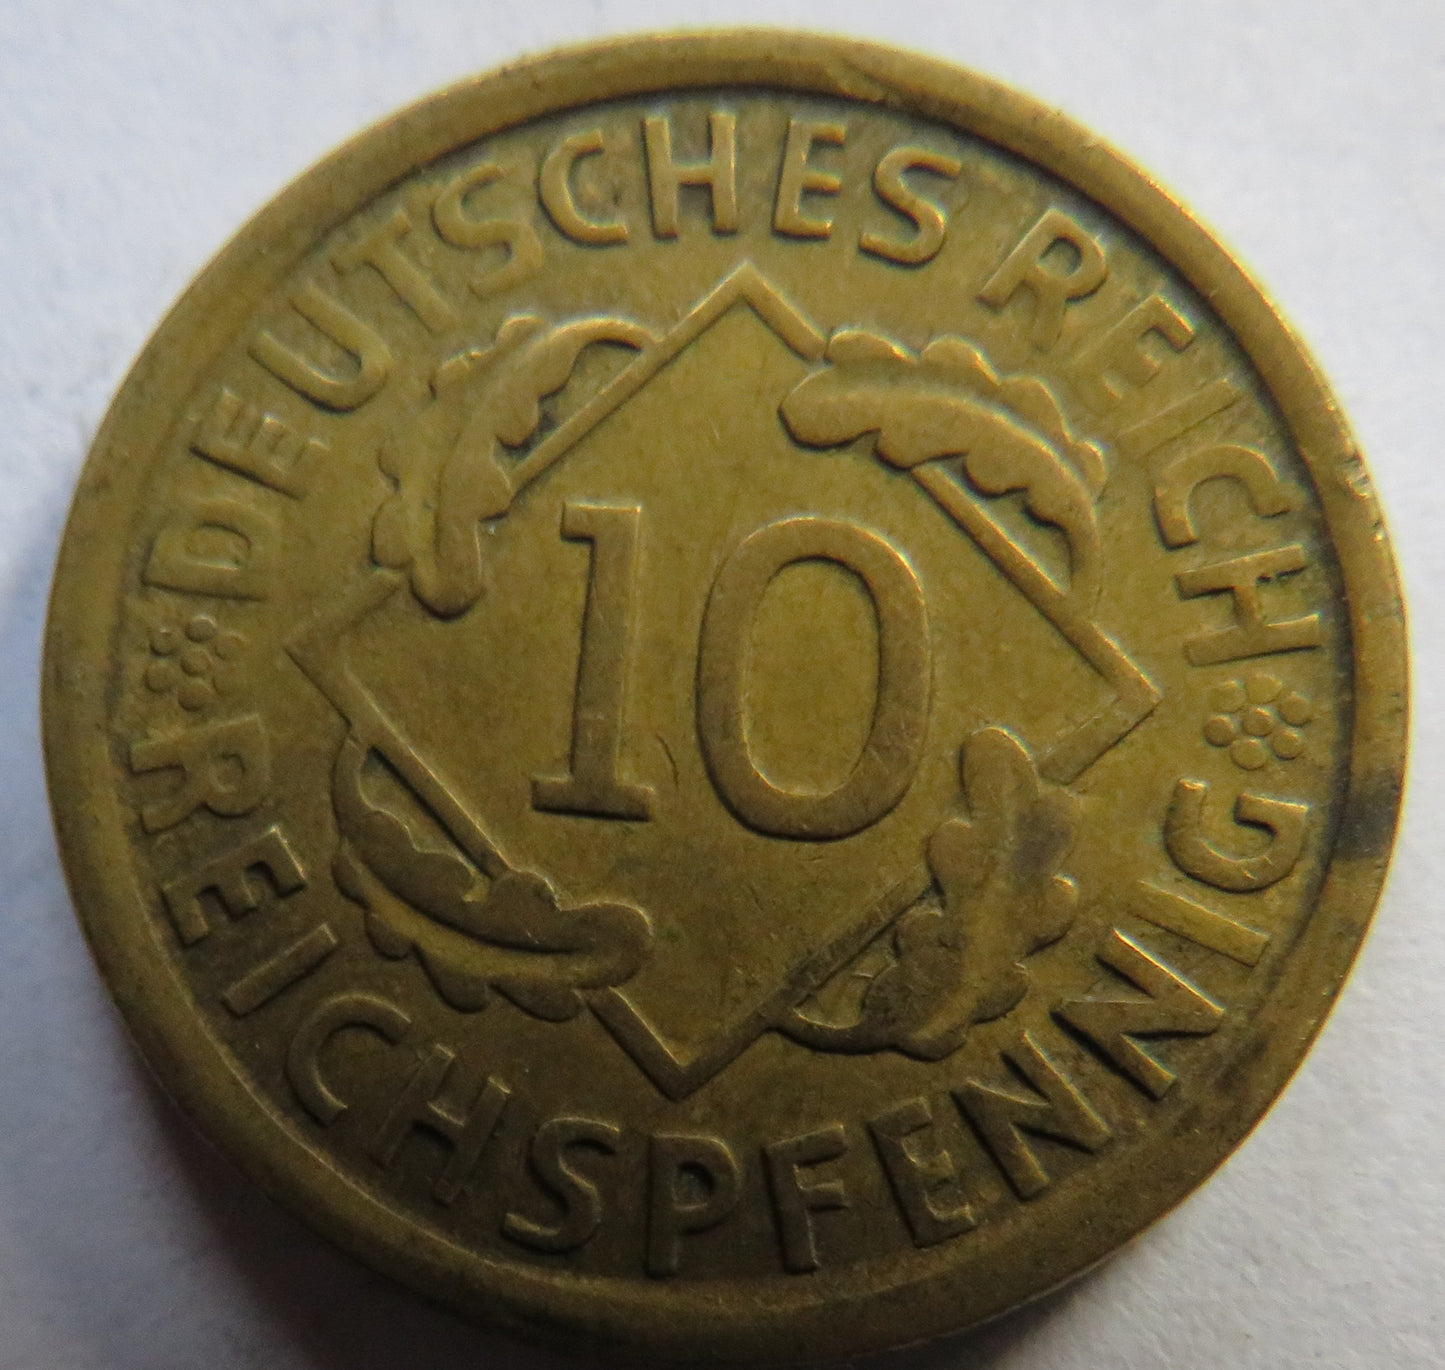 DEUTSCHES REICH
10
REICHSPFENNIG